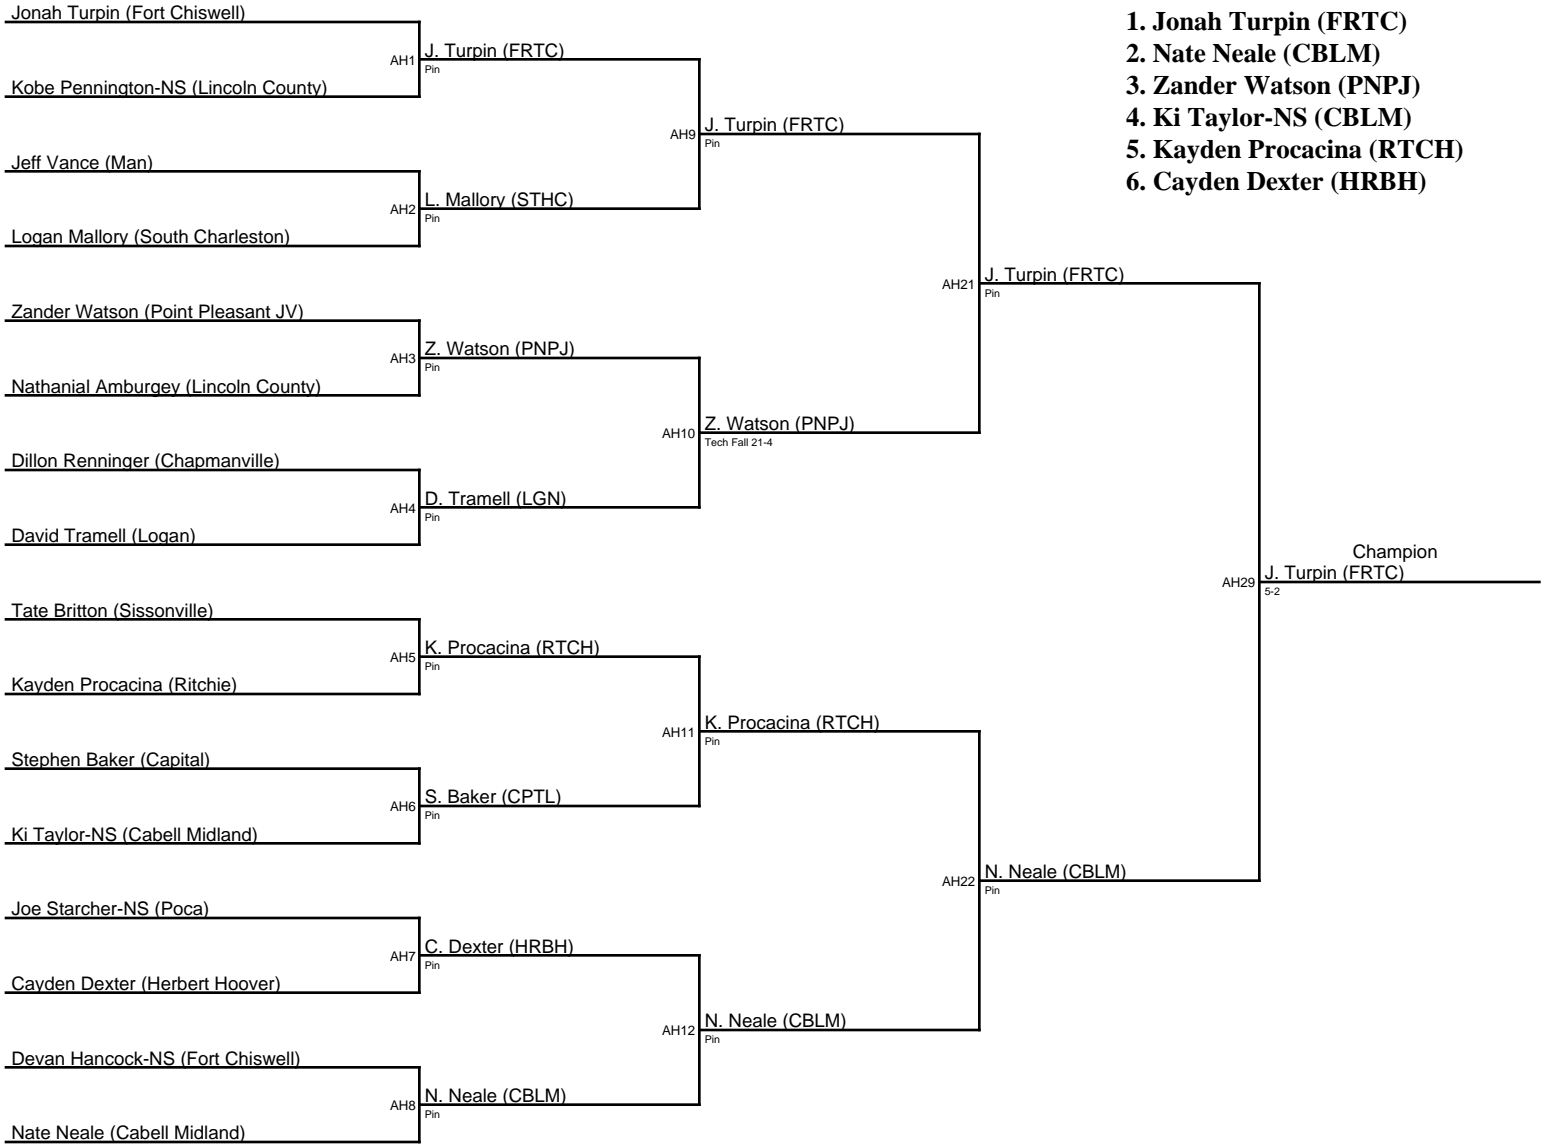 Jonah Turpin (Fort Chiswell)
Kobe Pennington-NS (Lincoln County)
Jeff Vance (Man)
Logan Mallory (South Charleston)
Zander Watson (Point Pleasant JV)
Nathanial Amburgey (Lincoln County)
Dillon Renninger (Chapmanville)
David Tramell (Logan)
Tate Britton (Sissonville)
Kayden Procacina (Ritchie)
Stephen Baker (Capital)
Ki Taylor-NS (Cabell Midland)
Joe Starcher-NS (Poca)
Cayden Dexter (Herbert Hoover)
Devan Hancock-NS (Fort Chiswell)
Nate Neale (Cabell Midland)
AH1 J. Turpin (FRTC)
Pin
AH2 L. Mallory (STHC)
Pin
AH3 Z. Watson (PNPJ)
Pin
AH4 D. Tramell (LGN)
Pin
AH5 K. Procacina (RTCH)
Pin
AH6 S. Baker (CPTL)
Pin
AH7 C. Dexter (HRBH)
Pin
AH8 N. Neale (CBLM)
Pin
AH9 J. Turpin (FRTC)
Pin
AH10 Z. Watson (PNPJ)
Tech Fall 21-4
AH11 K. Procacina (RTCH)
Pin
AH12 N. Neale (CBLM)
Pin
AH21 J. Turpin (FRTC)
Pin
AH22 N. Neale (CBLM)
Pin
Champion
AH29 J. Turpin (FRTC)
5-2
1. Jonah Turpin (FRTC)
2. Nate Neale (CBLM)
3. Zander Watson (PNPJ)
4. Ki Taylor-NS (CBLM)
5. Kayden Procacina (RTCH)
6. Cayden Dexter (HRBH)